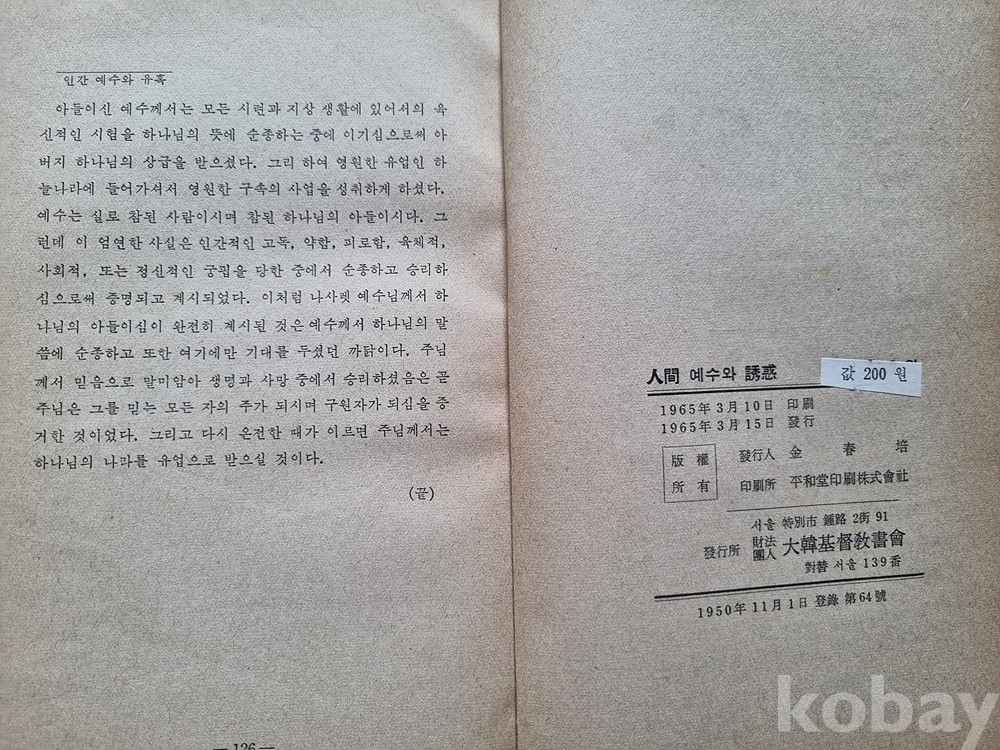 인간 예수와 유혹
아들이신 예수께서는 모든 시련과 지상 생활에 있어서의 육
신적인 시험을 하나님의 뜻에 순종하는 중에 이기심으로써 아
버지 하나님의 상급을 받으셨다. 그리 하여 영원한 유업인 하
늘나라에 들어가셔서 영원한 구속의 사업을 성취하게 하셨다.
예수는 실로 참된 사람이시며 참된 하나님의 아들이시다. 그
런데 이 엄연한 사실은 인간적인 고독, 약함, 피로함, 육체적,
사회적, 또는 정신적인 궁핍을 당한 중에서 순종하고 승리하
심으로써 증명되고 계시되었다. 이처럼 나사렛 예수님께서 하
나님의 아들이심이 완전히 계시된 것은 예수께서 하나님의 말
씀에 순종하고 또한 여기에만 기대를 두셨던 까닭이다. 주님
께서 믿음으로 말미암아 생명과 사망 중에서 승리하셨음은 곧
주님은 그를 믿는 모든 자의 주가 되시며 구원자가 되심을 증
거한 것이었다. 그리고 다시 온전한 때가 이르면 주님께서는
하나님의 나라를 유업으로 받으실 것이다.
(끝)
— 126 —
人間 예수와 誘惑
값 200 원
1965年 3月 10日 印刷
1965年 3月 15日 發行
版權
所有
發行人 金春培
印刷所 平和堂印刷株式會社
서울 特別市 鍾路 2街 91
發行所 財團法人 大韓基督敎書會
對替 서울 139番
1950年 11月 1日 登錄 第64號
kobay